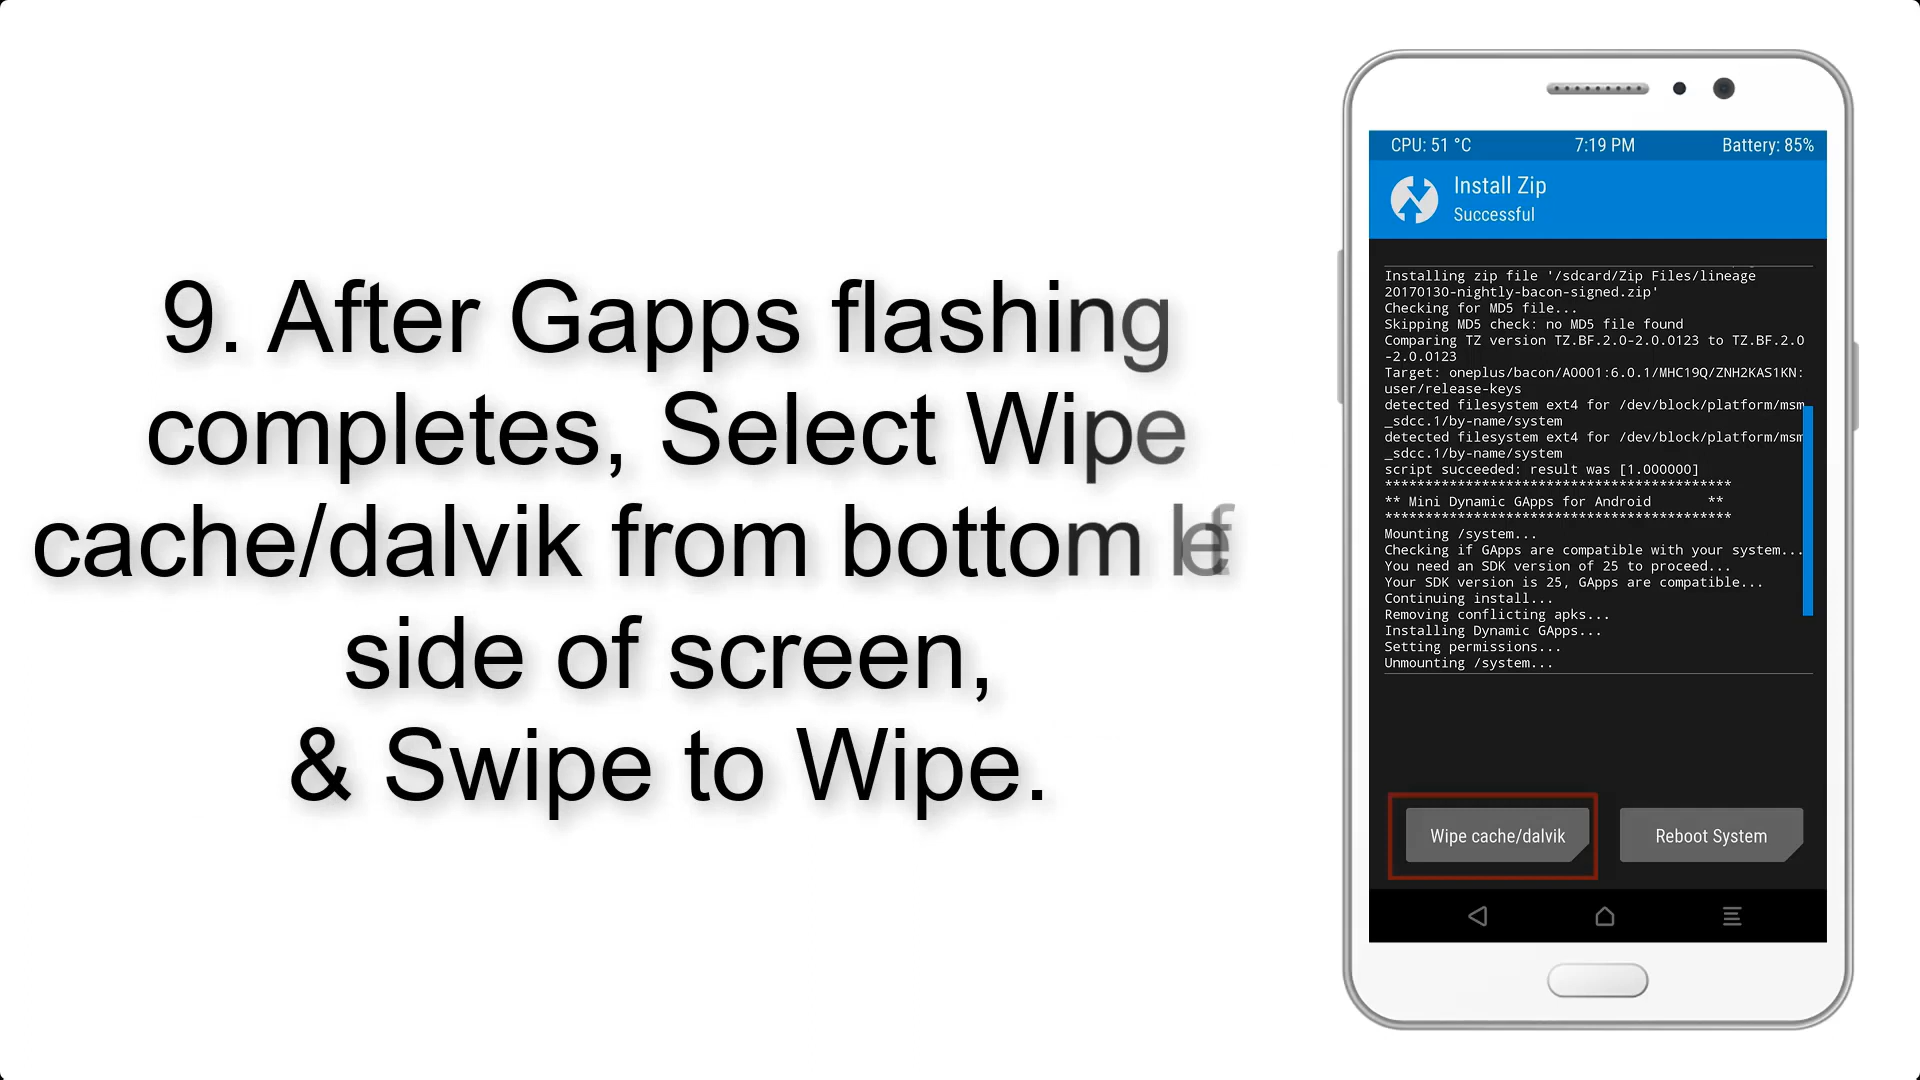 9. After Gapps flashing
completes, Select Wipe
cache/dalvik from bottom lef
side of screen,
& Swipe to Wipe.
CPU: 51 °C 7:19 PM Battery: 85%
Install Zip
Successful
Installing zip file '/sdcard/Zip Files/lineage
20170130-nightly-bacon-signed.zip'
Checking for MD5 file...
Skipping MD5 check: no MD5 file found
Comparing TZ version TZ.BF.2.0-2.0.0123 to TZ.BF.2.0
-2.0.0123
Target: oneplus/bacon/A0001:6.0.1/MHC19Q/ZNH2KAS1KN:
user/release-keys
detected filesystem ext4 for /dev/block/platform/msm
_sdcc.1/by-name/system
detected filesystem ext4 for /dev/block/platform/msm
_sdcc.1/by-name/system
script succeeded: result was [1.000000]
*******************************************
** Mini Dynamic GApps for Android **
*******************************************
Mounting /system...
Checking if GApps are compatible with your system...
You need an SDK version of 25 to proceed...
Your SDK version is 25, GApps are compatible...
Continuing install...
Removing conflicting apks...
Installing Dynamic GApps...
Setting permissions...
Unmounting /system...
Wipe cache/dalvik Reboot System